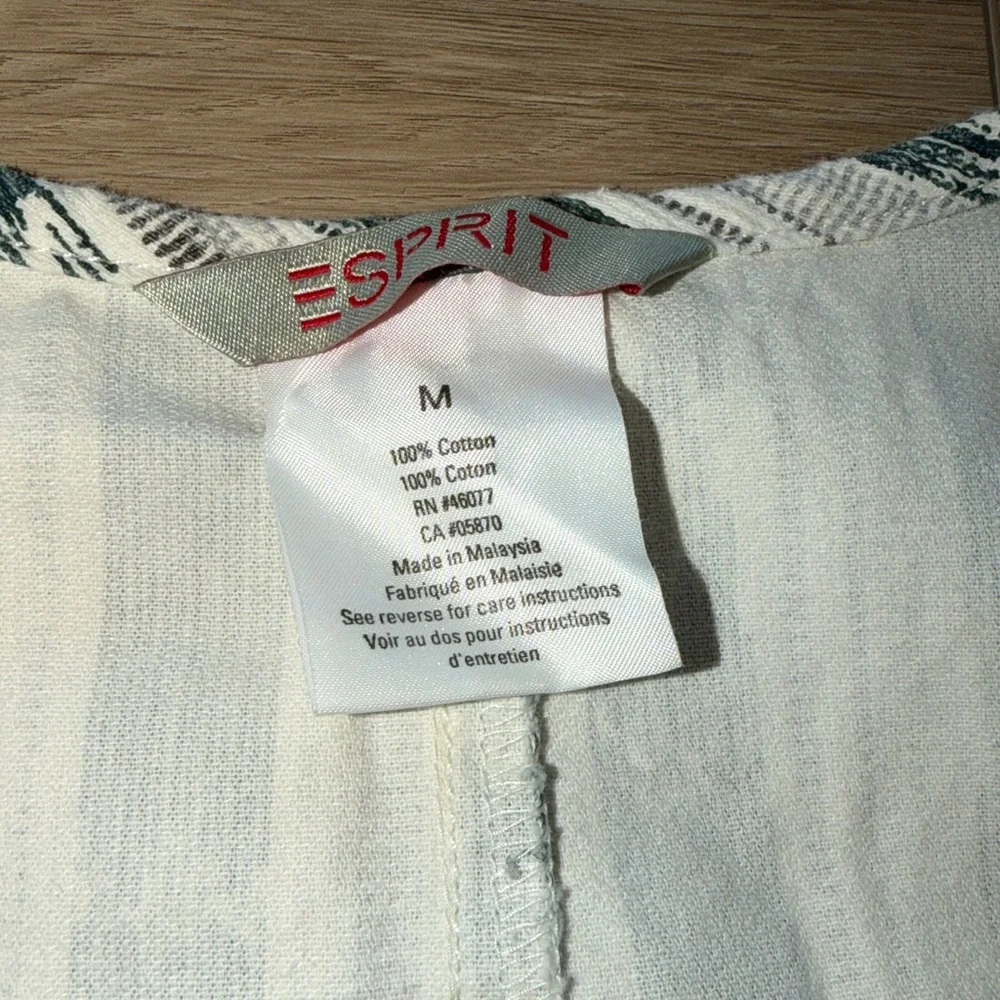 ESPRIT
M
100% Cotton
100% Coton
RN #46077
CA #05870
Made in Malaysia
Fabriqué en Malaisie
See reverse for care instructions
Voir au dos pour instructions
d'entretien